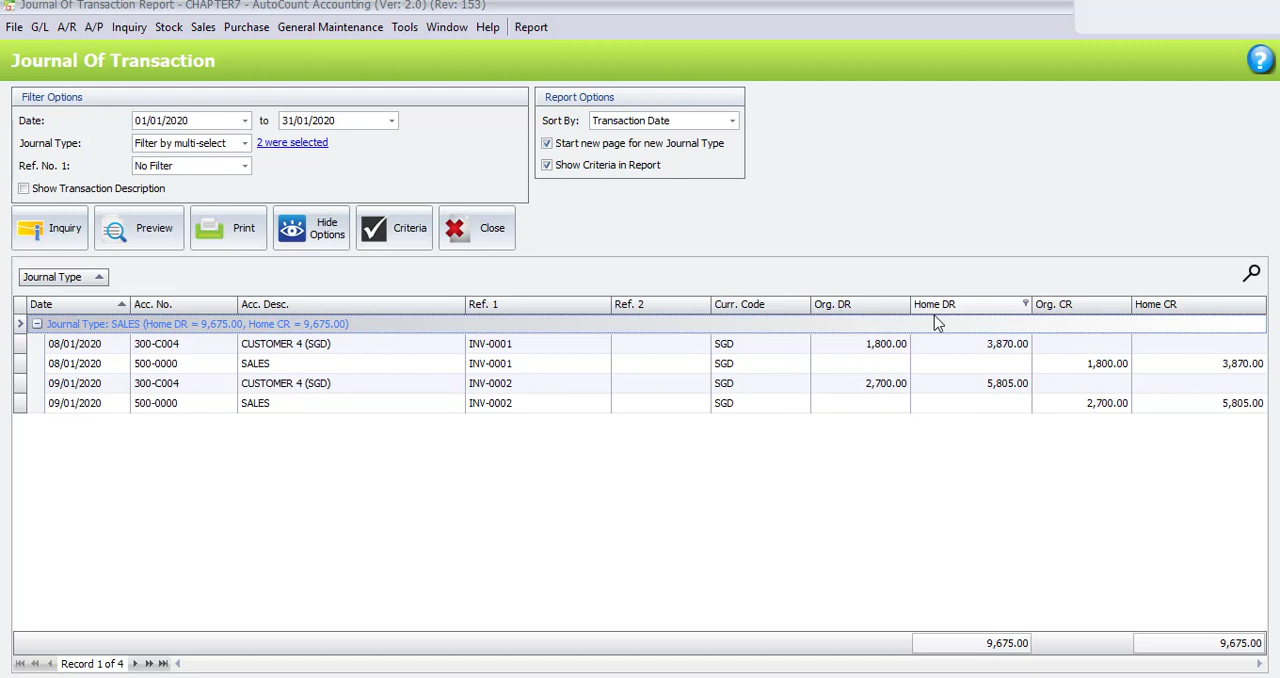 Journal Of Transaction Report - CHAPTER7 - AutoCount Accounting (Ver: 2.0) (Rev: 153)
File G/L A/R A/P Inquiry Stock Sales Purchase General Maintenance Tools Window Help Report
Journal Of Transaction
?
Filter Options
Report Options
Date: 01/01/2020 to 31/01/2020
Sort By: Transaction Date
Journal Type: Filter by multi-select 2 were selected
Start new page for new Journal Type
Ref. No. 1: No Filter
Show Criteria in Report
Show Transaction Description
Inquiry Preview Print Hide Options Criteria Close
Journal Type
Date Acc. No. Acc. Desc. Ref. 1 Ref. 2 Curr. Code Org. DR Home DR Org. CR Home CR
Journal Type: SALES (Home DR = 9,675.00, Home CR = 9,675.00)
08/01/2020 300-C004 CUSTOMER 4 (SGD) INV-0001 SGD 1,800.00 3,870.00
08/01/2020 500-0000 SALES INV-0001 SGD 1,800.00 3,870.00
09/01/2020 300-C004 CUSTOMER 4 (SGD) INV-0002 SGD 2,700.00 5,805.00
09/01/2020 500-0000 SALES INV-0002 SGD 2,700.00 5,805.00
9,675.00 9,675.00
Record 1 of 4